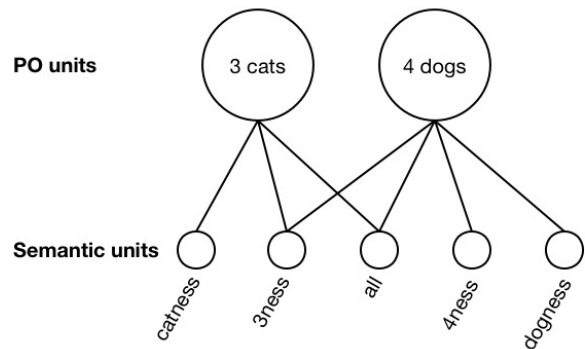 PO units
3 cats
4 dogs
Semantic units
catness
3ness
all
4ness
dogness